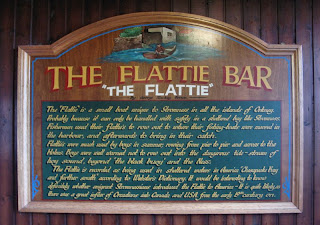 THE FLATTIE BAR
"THE FLATTIE"
The "Flattie" is a small boat unique to Stromness in all the islands of Orkney.
Probably because it can only be handled with safety in a sheltered bay like Stromness.
Fishermen used their flatties to row out to where their fishing-boats were moored in
the harbour, and afterwards to bring in their catch.
Flatties were much used by boys in summer, rowing from pier to pier and across to the
Holms. Boys were well warned not to row out into the dangerous tide-stream of
hoy sound, beyond "the black buoy" and the Ness.
The Flattie is recorded as being used in sheltered waters in America, Chesapeake Bay
and further south according to Webster's Dictionary. It would be interesting to know
definitely whether emigrant Stromnessians introduced the Flattie to America - It is quite likely, as
there was a great influx of Orcadians into Canada and U.S.A. from the early 18th century on.